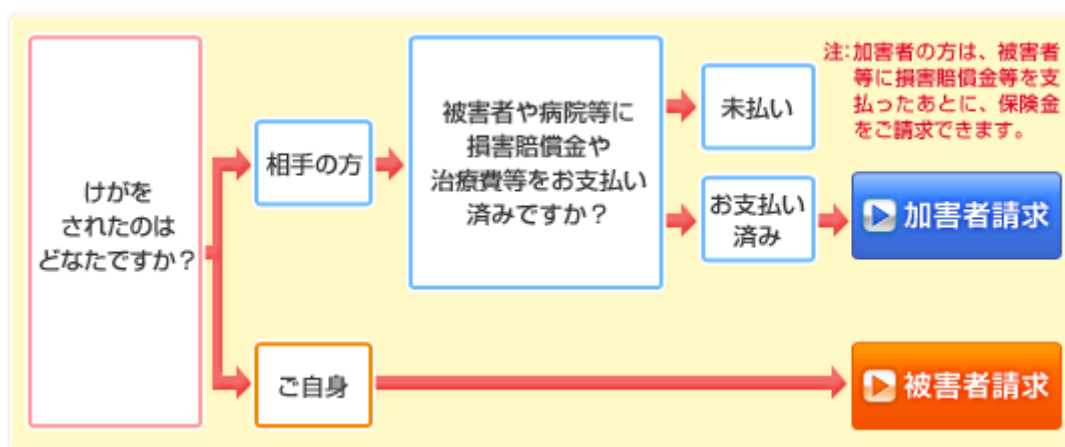 けがを
されたのは
どなたですか？
相手の方
被害者や病院等に
損害賠償金や
治療費等をお支払い
済みですか？
未払い
注:加害者の方は、被害者
等に損害賠償金等を支
払ったあとに、保険金
をご請求できます。
お支払い
済み
加害者請求
ご自身
被害者請求